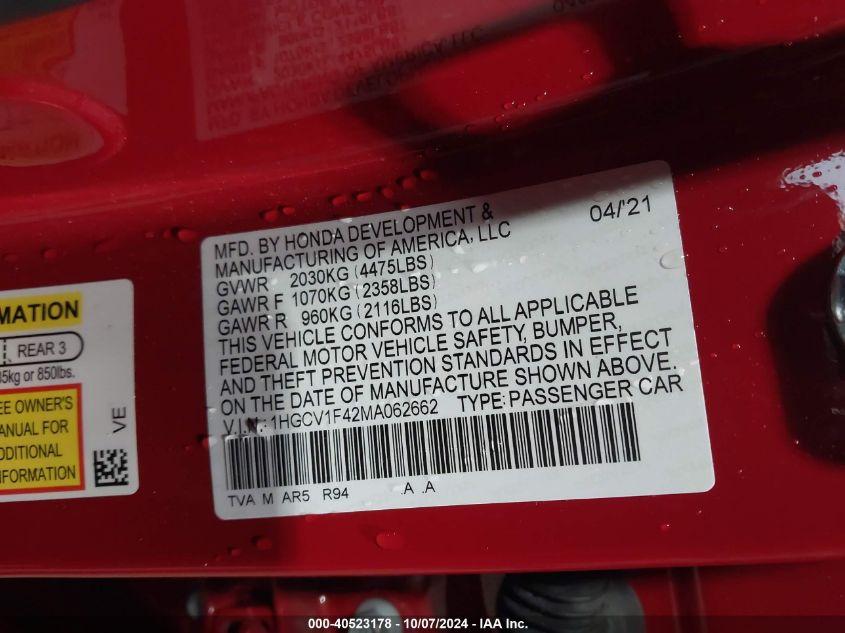 MFD. BY HONDA DEVELOPMENT & 04/'21
MANUFACTURING OF AMERICA, LLC
GVWR 2030KG (4475LBS)
GAWR F 1070KG (2358LBS)
GAWR R 960KG (2116LBS)
THIS VEHICLE CONFORMS TO ALL APPLICABLE
FEDERAL MOTOR VEHICLE SAFETY, BUMPER,
AND THEFT PREVENTION STANDARDS IN EFFECT
ON THE DATE OF MANUFACTURE SHOWN ABOVE.
V.I.N.: 1HGCV1F42MA062662 TYPE: PASSENGER CAR
TVA M AR5 R94 .A .A
MATION
REAR 3
35kg or 850lbs.
EE OWNER'S
ANUAL FOR
DDITIONAL
NFORMATION
VE
000-40523178 - 10/07/2024 - IAA Inc.